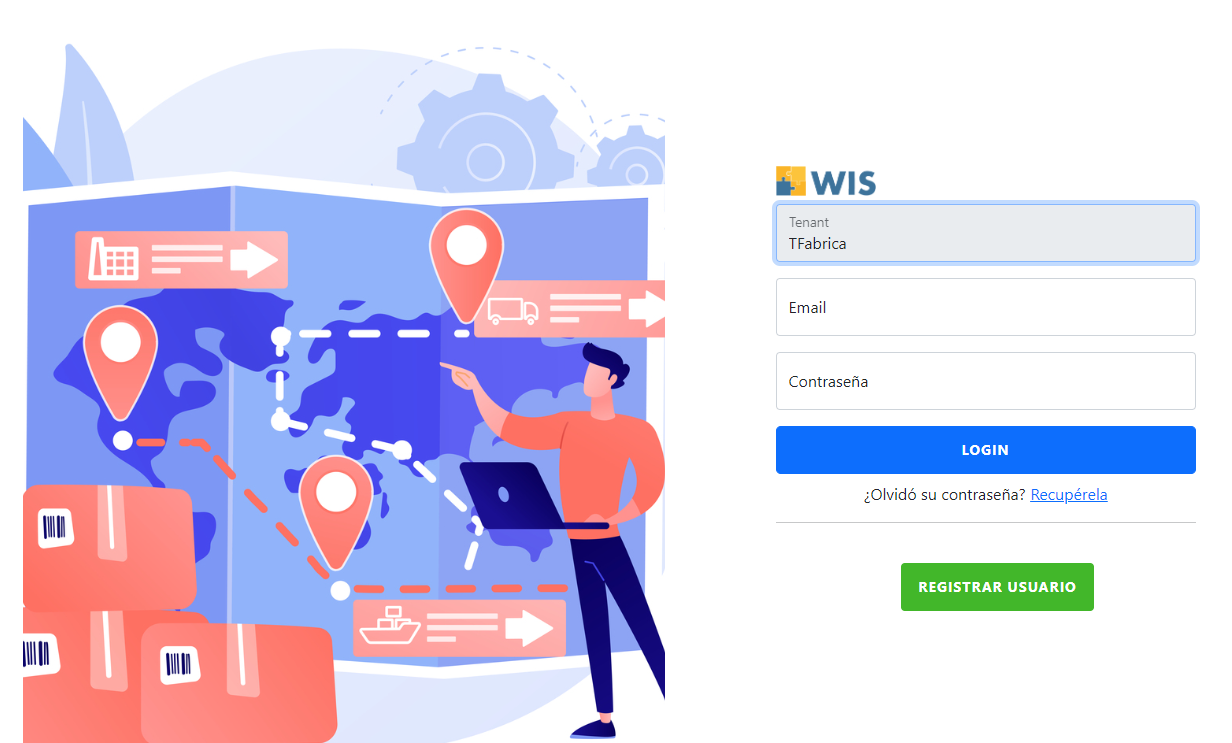 WIS
Tenant
TFabrica
Email
Contraseña
LOGIN
¿Olvidó su contraseña? Recupérela
REGISTRAR USUARIO